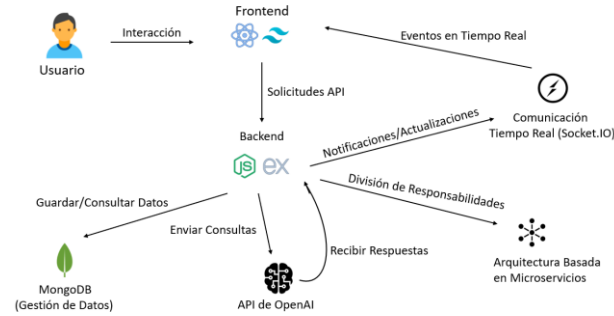 Frontend
Interacción
Eventos en Tiempo Real
Usuario
Solicitudes API
Comunicación
Tiempo Real (Socket.IO)
Backend
Notificaciones/Actualizaciones
JS
ex
División de Responsabilidades
Guardar/Consultar Datos
Enviar Consultas
Recibir Respuestas
Arquitectura Basada
en Microservicios
MongoDB
(Gestión de Datos)
API de OpenAI